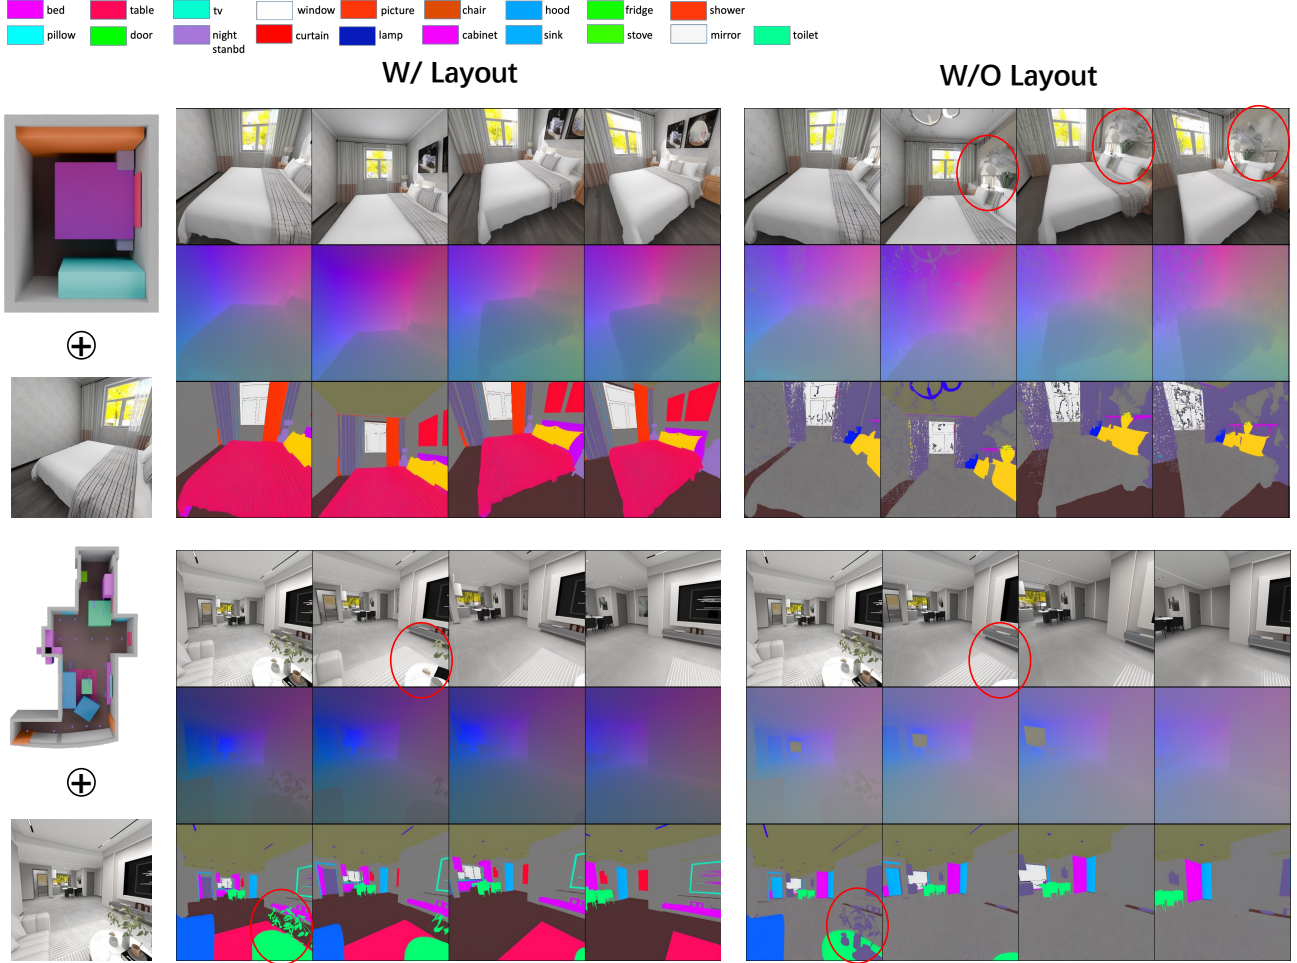 bed table tv window picture chair hood fridge shower
pillow door night stanbd curtain lamp cabinet sink stove mirror toilet
W/ Layout W/O Layout